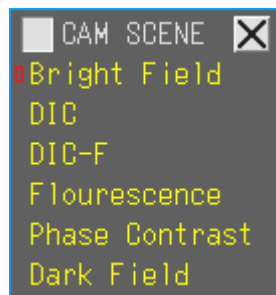 CAM SCENE
Bright Field
DIC
DIC-F
Flourescence
Phase Contrast
Dark Field